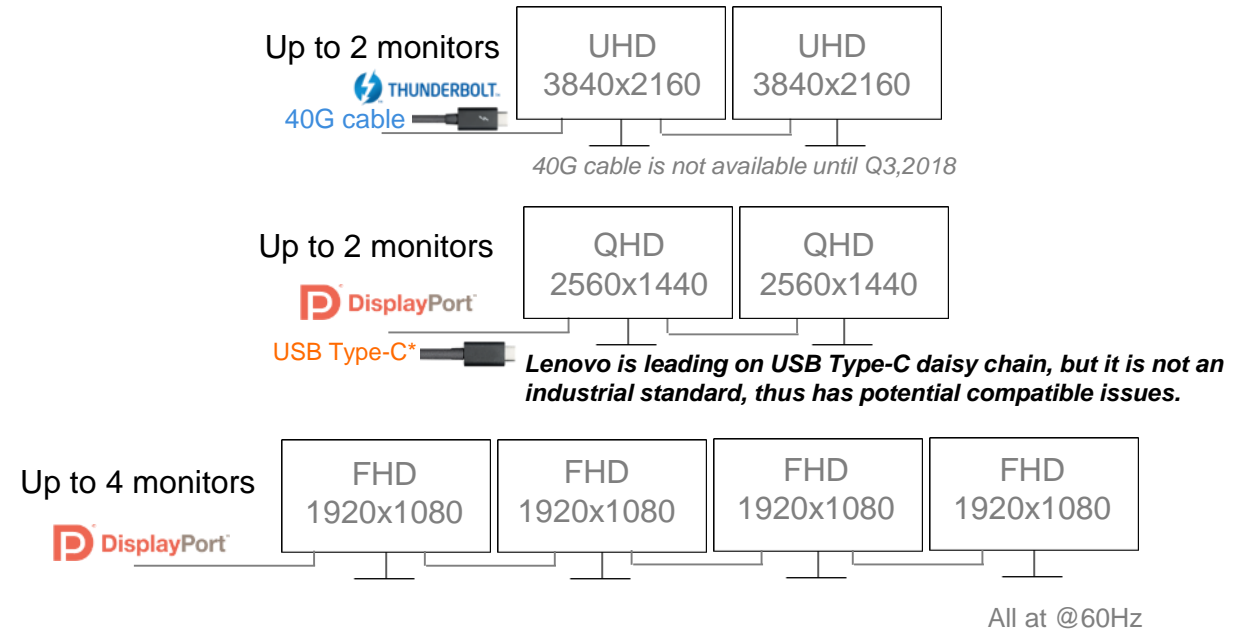 Up to 2 monitors
THUNDERBOLT™
40G cable
UHD
3840x2160
UHD
3840x2160
40G cable is not available until Q3,2018
Up to 2 monitors
DisplayPort
USB Type-C*
QHD
2560x1440
QHD
2560x1440
Lenovo is leading on USB Type-C daisy chain, but it is not an
industrial standard, thus has potential compatible issues.
Up to 4 monitors
DisplayPort
FHD
1920x1080
FHD
1920x1080
FHD
1920x1080
FHD
1920x1080
All at @60Hz